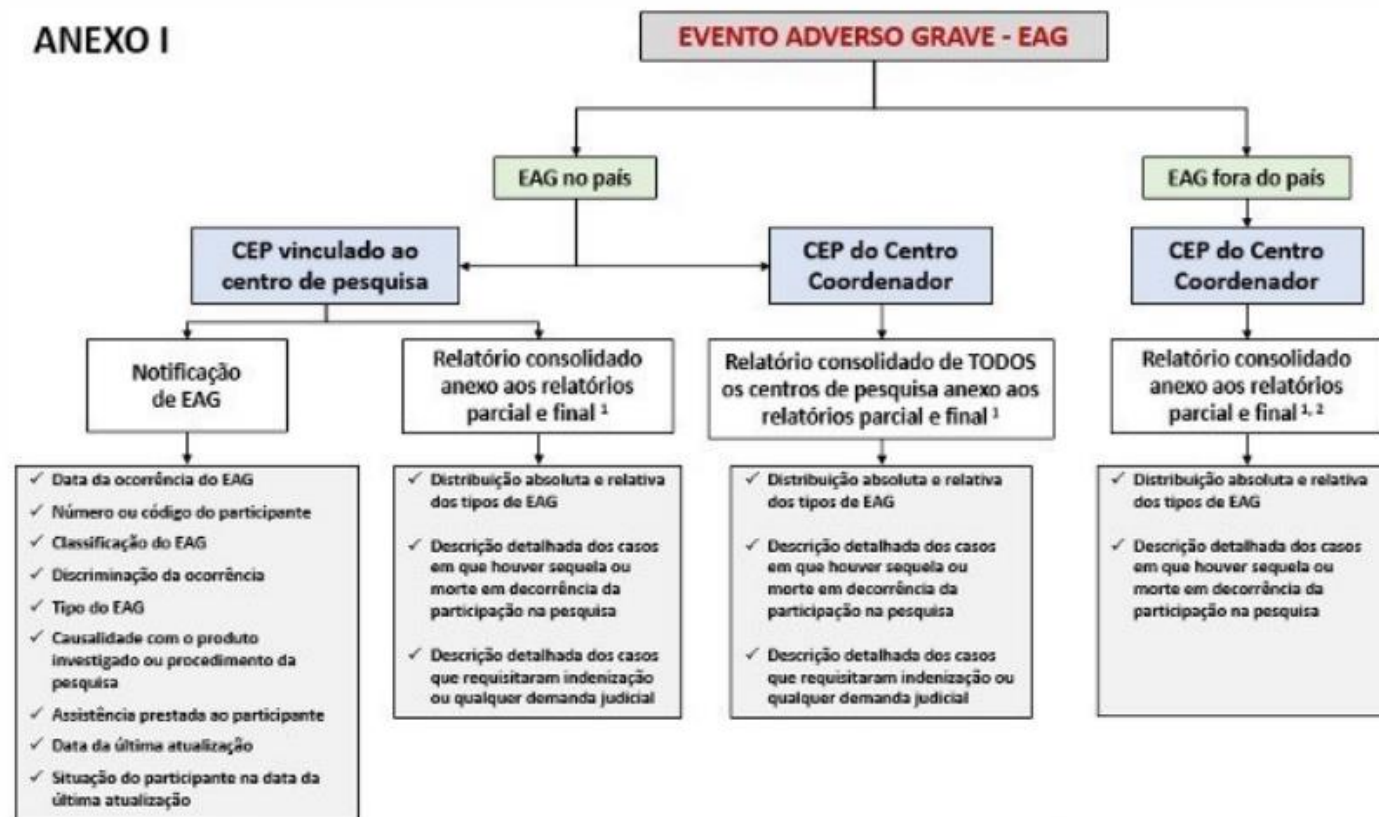 ANEXO I
EVENTO ADVERSO GRAVE - EAG
EAG no país
EAG fora do país
CEP vinculado ao
centro de pesquisa
CEP do Centro
Coordenador
CEP do Centro
Coordenador
Notificação
de EAG
Relatório consolidado
anexo aos relatórios
parcial e final ¹
Relatório consolidado de TODOS
os centros de pesquisa anexo aos
relatórios parcial e final ¹
Relatório consolidado
anexo aos relatórios
parcial e final ¹, ²
✓ Data da ocorrência do EAG
✓ Número ou código do participante
✓ Classificação do EAG
✓ Discriminação da ocorrência
✓ Tipo do EAG
✓ Causalidade com o produto
investigado ou procedimento da
pesquisa
✓ Assistência prestada ao participante
✓ Data da última atualização
✓ Situação do participante na data da
última atualização
✓ Distribuição absoluta e relativa
dos tipos de EAG
✓ Descrição detalhada dos casos
em que houver sequela ou
morte em decorrência da
participação na pesquisa
✓ Descrição detalhada dos casos
que requisitaram indenização
ou qualquer demanda judicial
✓ Distribuição absoluta e relativa
dos tipos de EAG
✓ Descrição detalhada dos casos
em que houver sequela ou
morte em decorrência da
participação na pesquisa
✓ Descrição detalhada dos casos
que requisitaram indenização ou
qualquer demanda judicial
✓ Distribuição absoluta e relativa
dos tipos de EAG
✓ Descrição detalhada dos casos
em que houver sequela ou
morte em decorrência da
participação na pesquisa